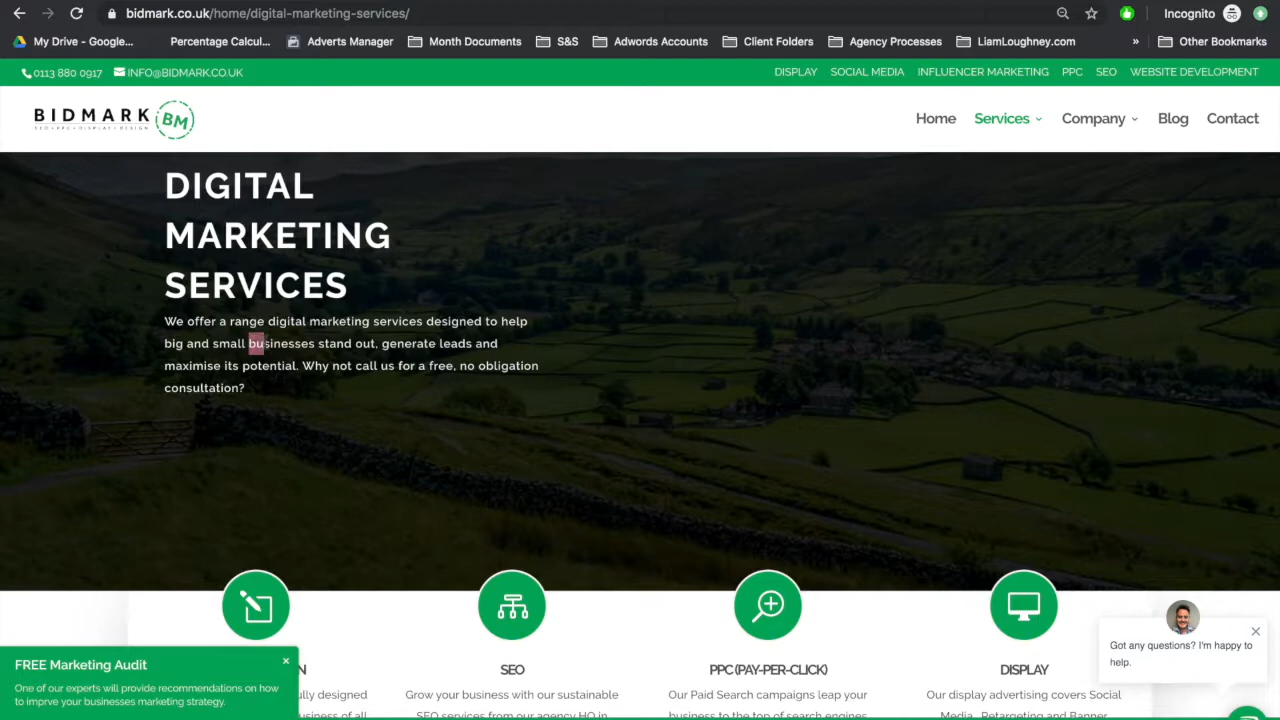 bidmark.co.uk/home/digital-marketing-services/
Incognito
My Drive - Google...
Percentage Calcul...
Adverts Manager
Month Documents
S&S
Adwords Accounts
Client Folders
Agency Processes
LiamLoughney.com
»
Other Bookmarks
0113 880 0917
INFO@BIDMARK.CO.UK
DISPLAY
SOCIAL MEDIA
INFLUENCER MARKETING
PPC
SEO
WEBSITE DEVELOPMENT
BIDMARK
SEO • PPC • DISPLAY • DESIGN
BM
Home
Services
Company
Blog
Contact
DIGITAL
MARKETING
SERVICES
We offer a range digital marketing services designed to help
big and small businesses stand out, generate leads and
maximise its potential. Why not call us for a free, no obligation
consultation?
FREE Marketing Audit
One of our experts will provide recommendations on how
to imprve your businesses marketing strategy.
SEO
Grow your business with our sustainable
SEO services from our agency HQ in
PPC (PAY-PER-CLICK)
Our Paid Search campaigns leap your
business to the top of search engines
DISPLAY
Our display advertising covers Social
Media, Retargeting and Banner
Got any questions? I'm happy to
help.